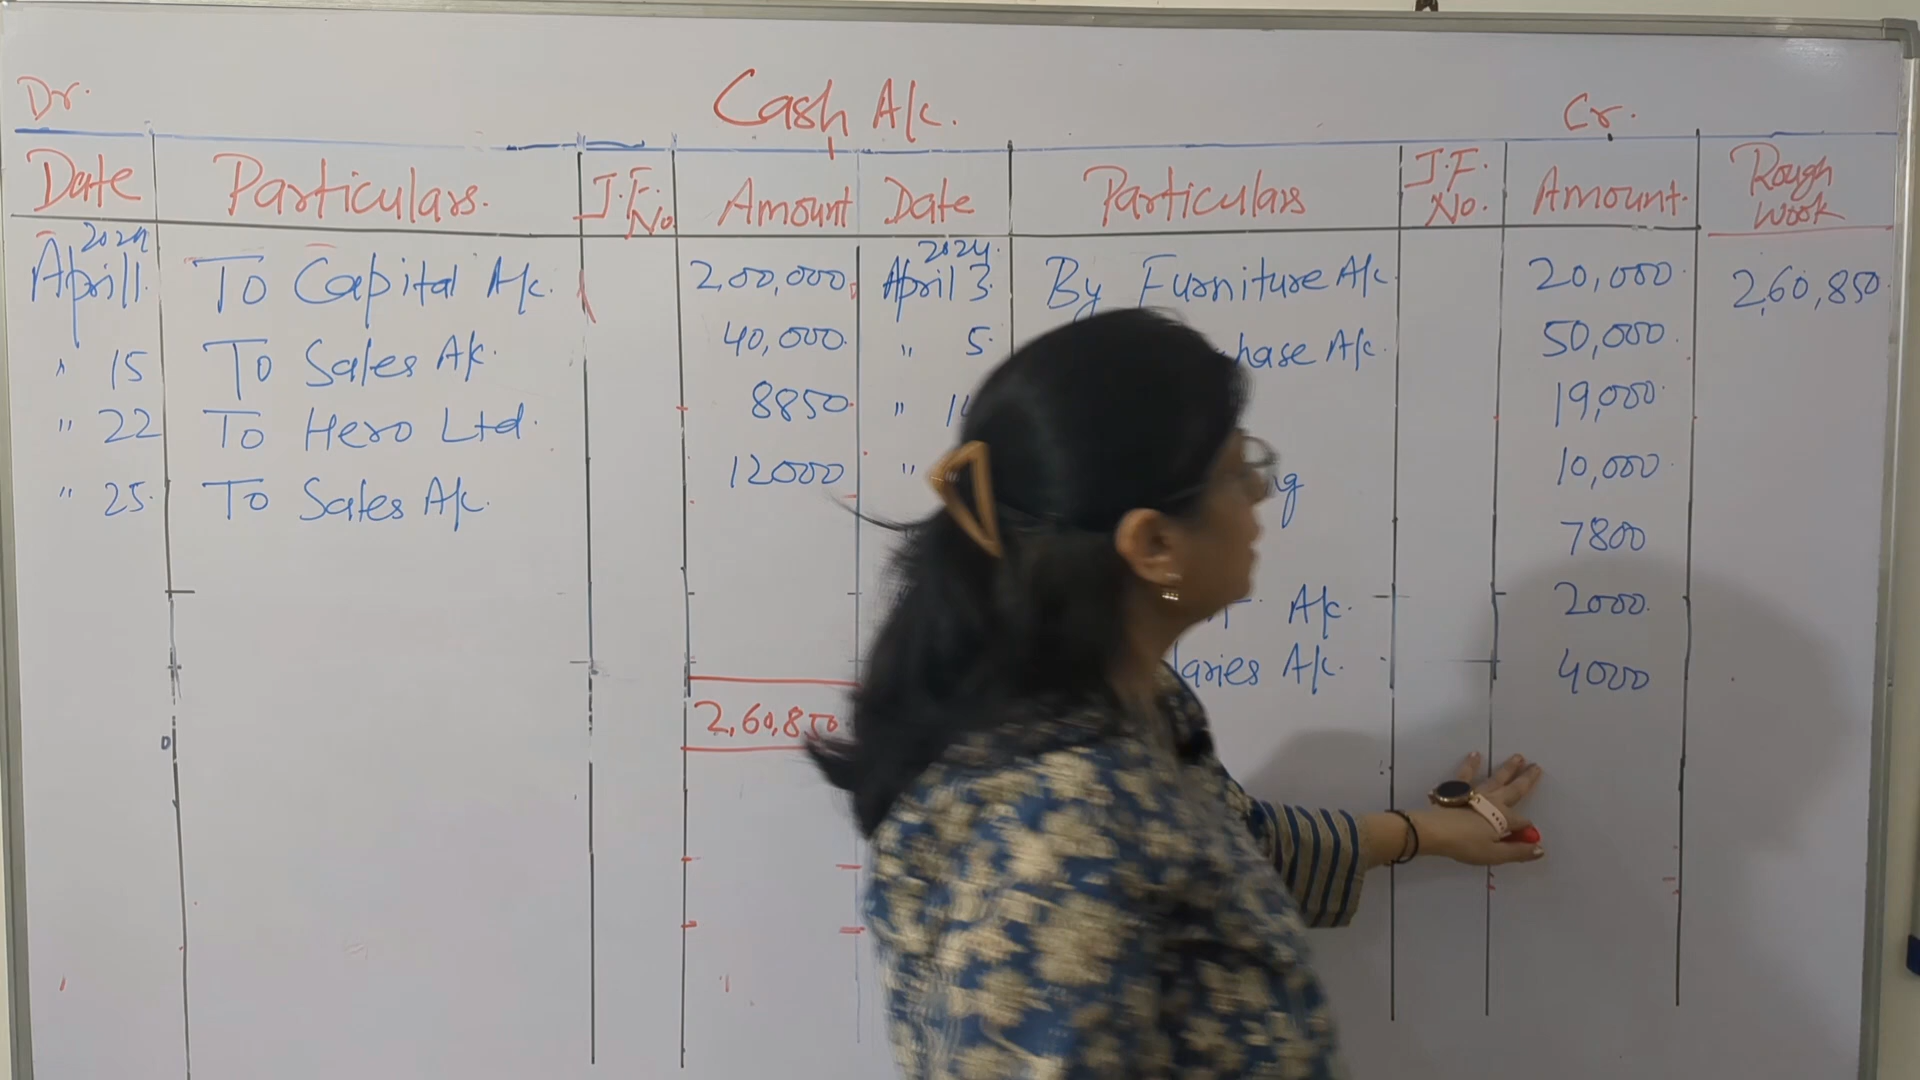 Dr. Cash A/c. Cr.
Date Particulars. J.F. No. Amount Date Particulars J.F. No. Amount. Rough work
2024 2024.
April 1. To Capital A/c. 2,00,000 April 3. By Furniture A/c. 20,000. 2,60,850.
" 15 To Sales A/c. 40,000. " 5. hase A/c. 50,000.
" 22 To Hero Ltd. 8850. " 19,000.
" 25. To Sales A/c. 12000 " 10,000.
7800
A/c. 2000.
laries A/c. 4000
2,60,850.